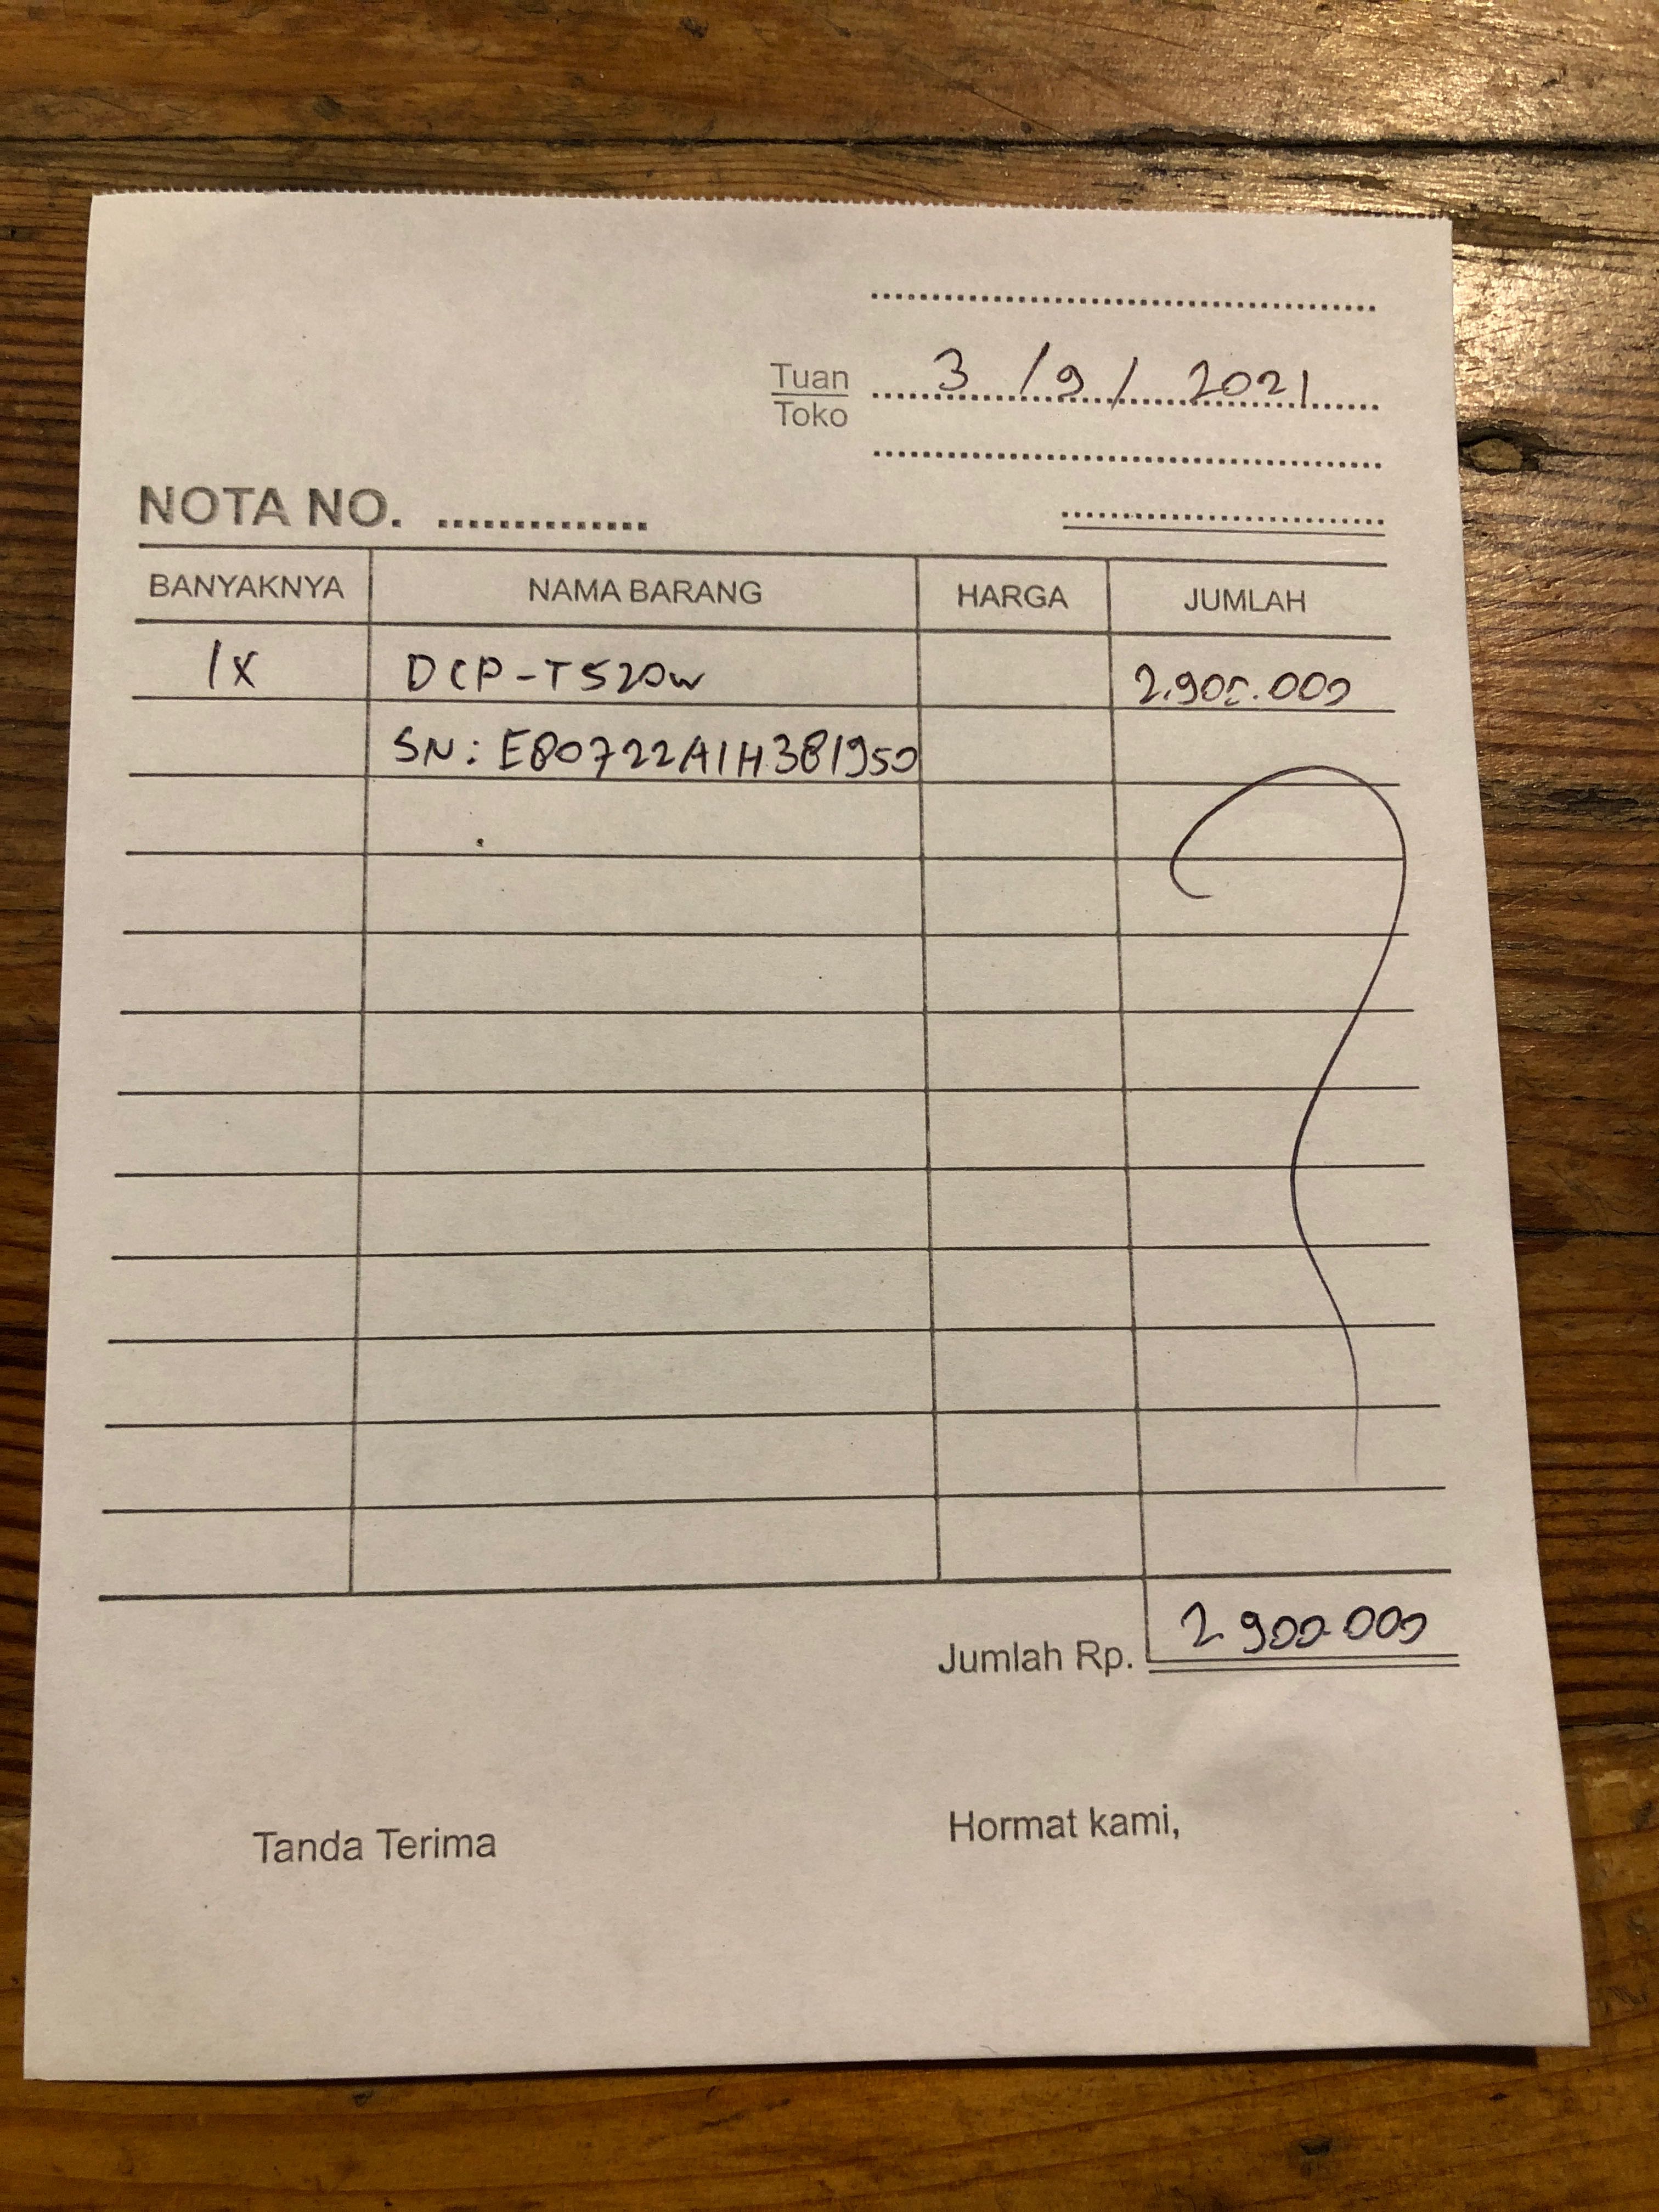 Tuan 3 / 9 / 2021
Toko
NOTA NO. ..............
BANYAKNYA NAMA BARANG HARGA JUMLAH
1X DCP-T520w 2.900.000
SN: E80722A1H381950
Jumlah Rp. 2 900 000
Tanda Terima Hormat kami,